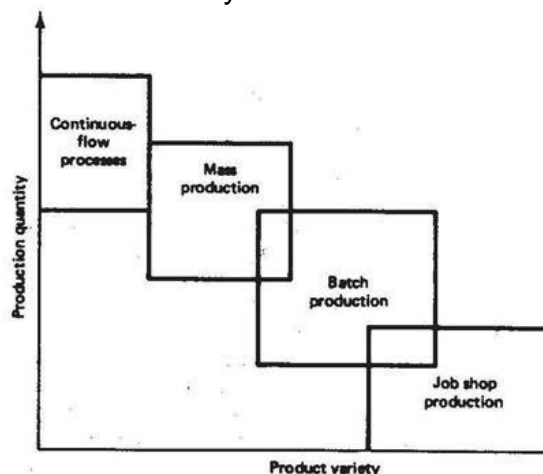 y
Continuous-
flow
processes
Mass
production
Production quantity
Batch
production
Job shop
production
Product variety